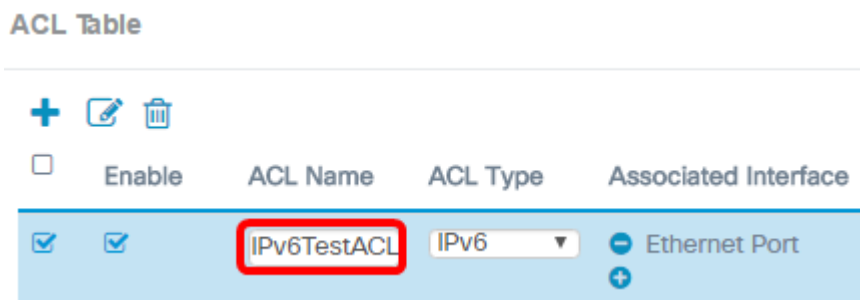 ACL Table
Enable ACL Name ACL Type Associated Interface
IPv6TestACL IPv6 Ethernet Port